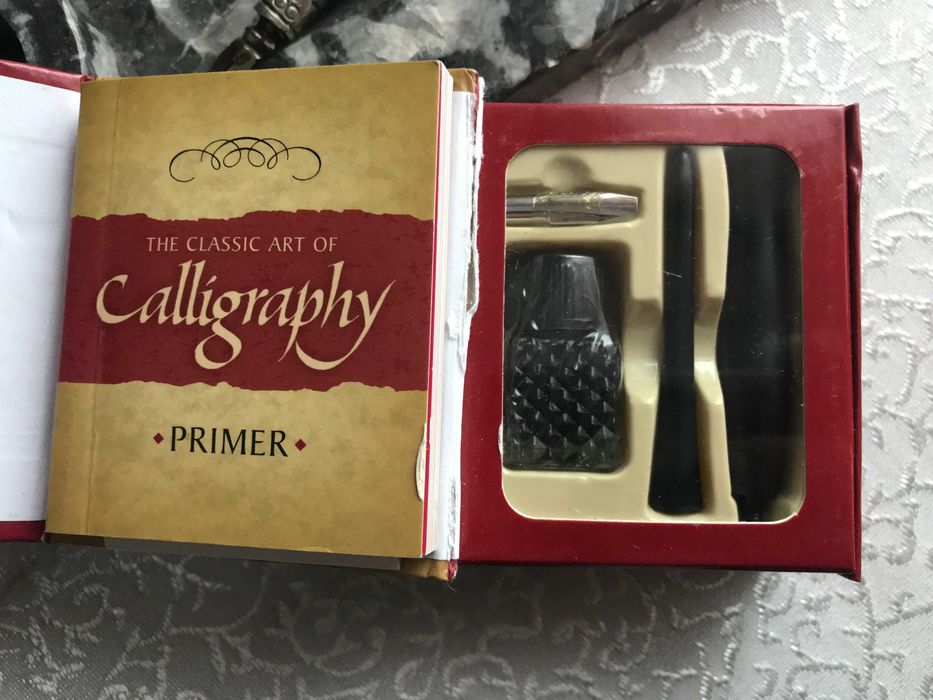 THE CLASSIC ART OF
Calligraphy
PRIMER